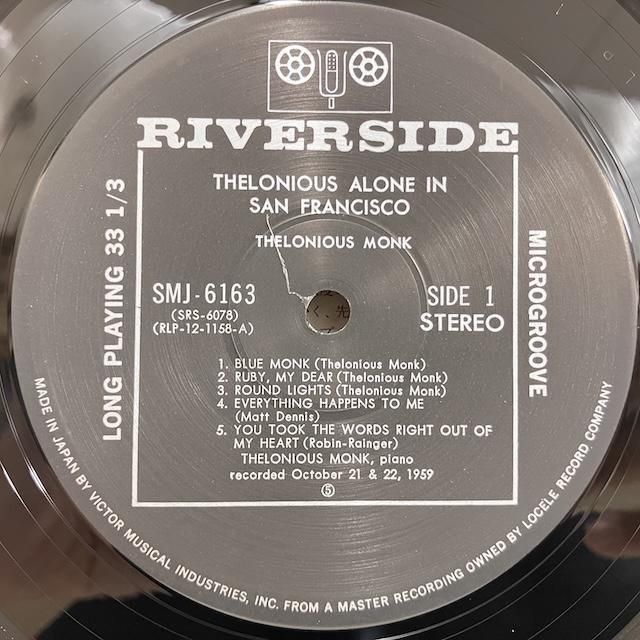 RIVERSIDE
THELONIOUS ALONE IN
SAN FRANCISCO
THELONIOUS MONK
LONG PLAYING 33 1/3
MICROGROOVE
SMJ-6163
(SRS-6078)
(RLP-12-1158-A)
SIDE 1
STEREO
1. BLUE MONK (Thelonious Monk)
2. RUBY, MY DEAR (Thelonious Monk)
3. ROUND LIGHTS (Thelonious Monk)
4. EVERYTHING HAPPENS TO ME
(Matt Dennis)
5. YOU TOOK THE WORDS RIGHT OUT OF
MY HEART (Robin-Rainger)
THELONIOUS MONK, piano
recorded October 21 & 22, 1959
⑤
MADE IN JAPAN BY VICTOR MUSICAL INDUSTRIES, INC. FROM A MASTER RECORDING OWNED BY LOCELE RECORD COMPANY